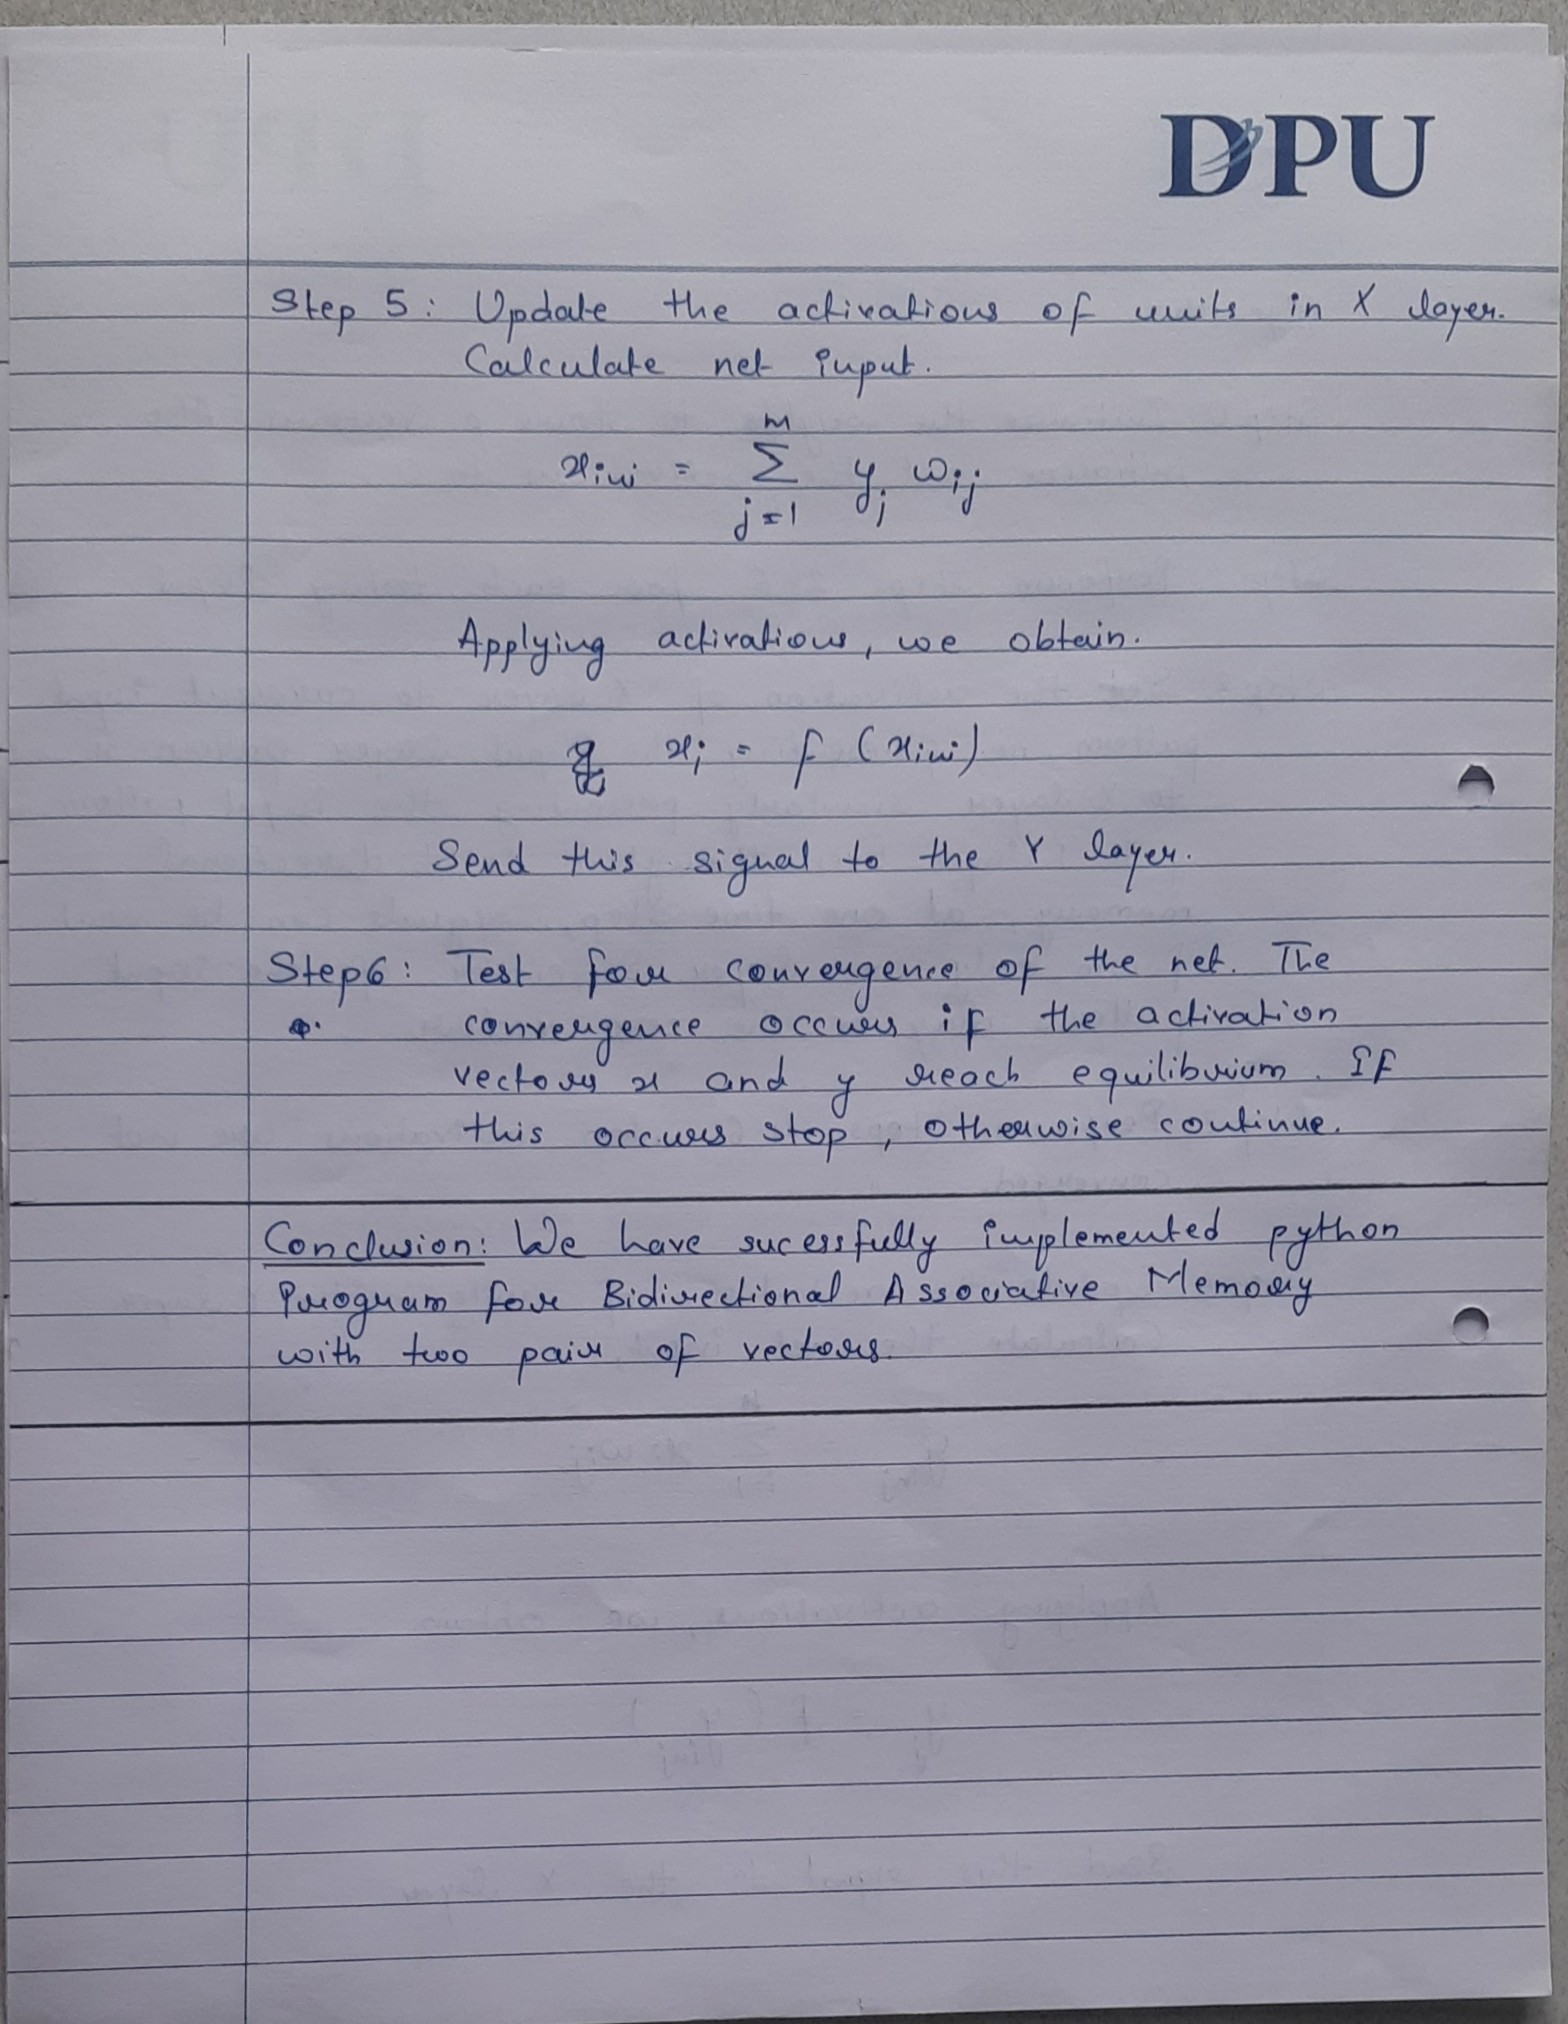 DPU
Step 5: Update the activations of units in X layer.
Calculate net input.
m
xini = Σ yj wij
j=1
Applying activations, we obtain.
xi = f (xini)
Send this signal to the Y layer.
Step6: Test for convergence of the net. The
convergence occurs if the activation
vectors x and y reach equilibrium. If
this occurs stop, otherwise continue.
Conclusion: We have sucessfully implemented python
Program for Bidirectional Associative Memory
with two pair of vectors.